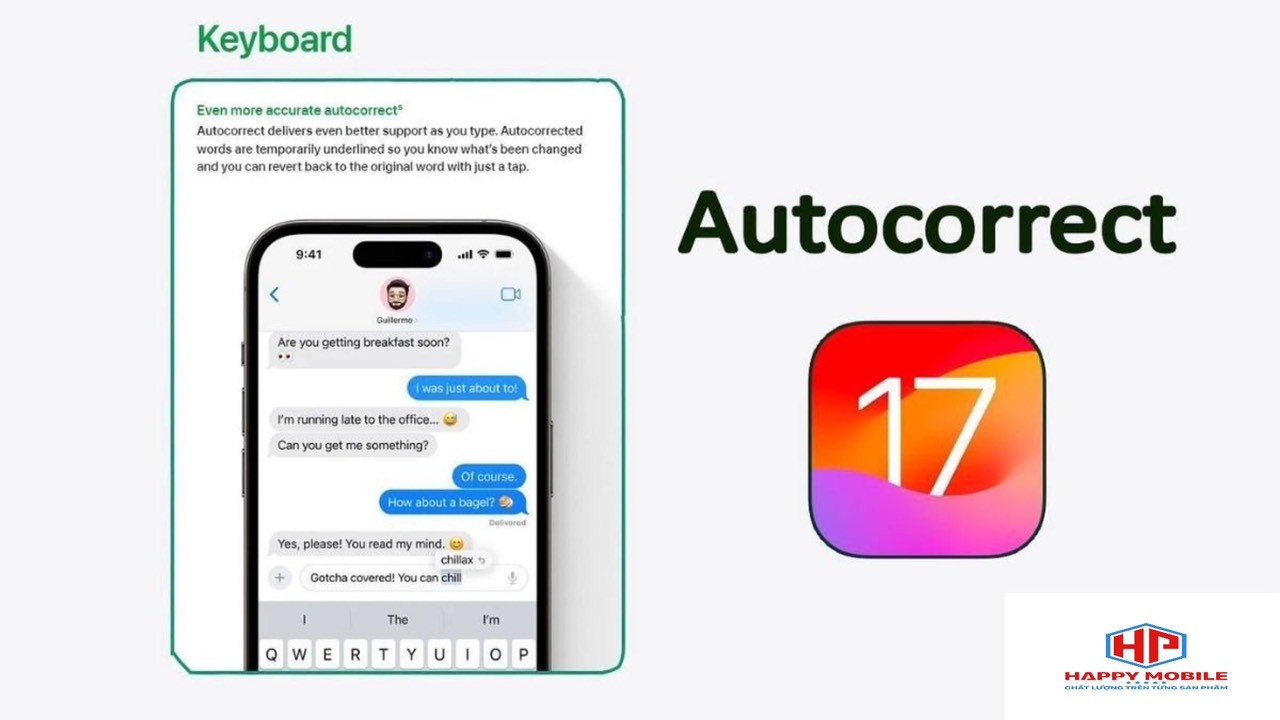 Keyboard
Even more accurate autocorrect⁵
Autocorrect delivers even better support as you type. Autocorrected
words are temporarily underlined so you know what's been changed
and you can revert back to the original word with just a tap.
Autocorrect
17
9:41
Guillermo
Are you getting breakfast soon?
👀
I was just about to!
I'm running late to the office... 😅
Can you get me something?
Of course.
How about a bagel? 🥯
Delivered
Yes, please! You read my mind. 😊
chillax
Gotcha covered! You can chill
I The I'm
Q W E R T Y U I O P
HP
HAPPY MOBILE
CHẤT LƯỢNG TRÊN TỪNG SẢN PHẨM